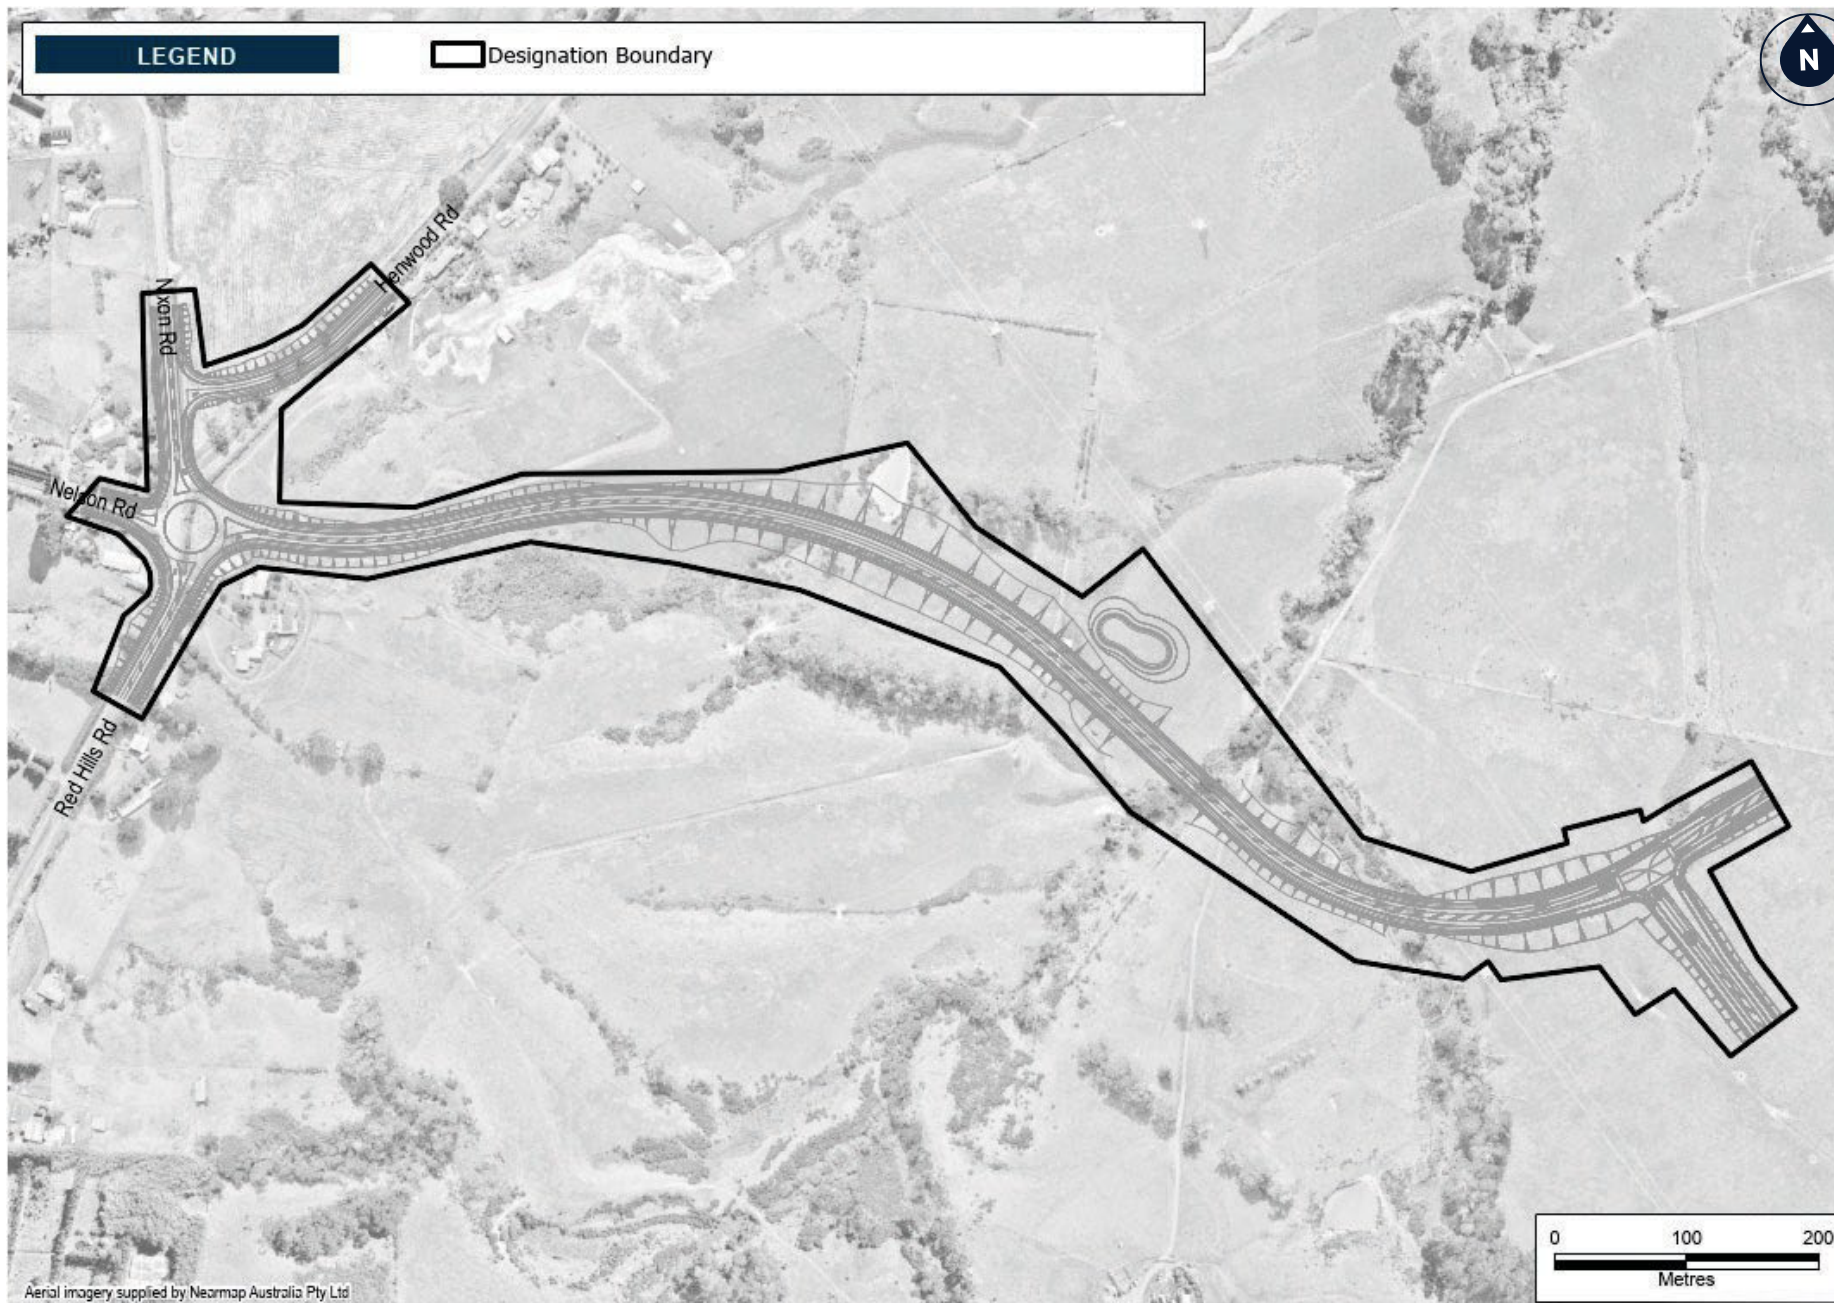 LEGEND
Designation Boundary
N
Henwood Rd
Nixon Rd
Nelson Rd
Red Hills Rd
0 100 200
Metres
Aerial imagery supplied by Nearmap Australia Pty Ltd